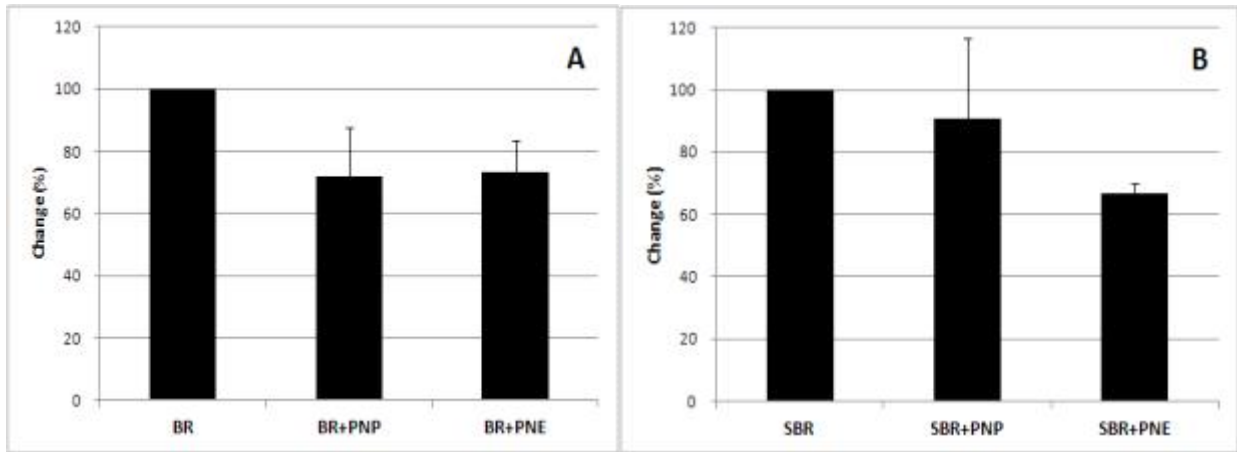 A
Change (%)
120
100
80
60
40
20
0
BR
BR+PNP
BR+PNE
B
Change (%)
120
100
80
60
40
20
0
SBR
SBR+PNP
SBR+PNE